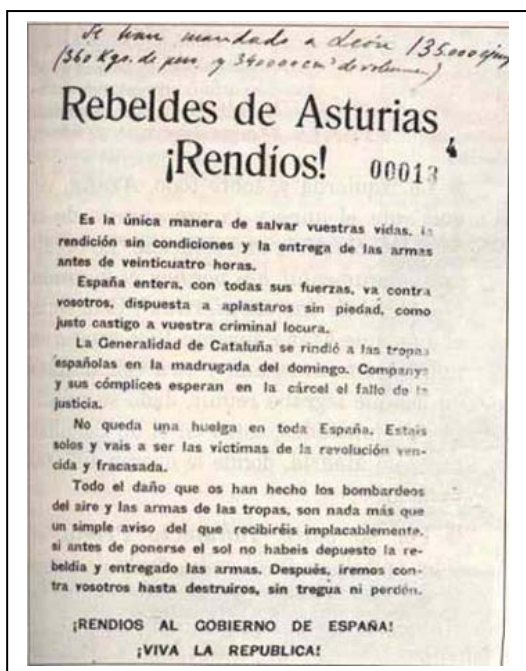 Se han mandado a León 135.000 ejem
(360 Kgs. de peso y 340000 cm³ de volumen)
Rebeldes de Asturias,
¡Rendíos! 00013
Es la única manera de salvar vuestras vidas, la
rendición sin condiciones y la entrega de las armas
antes de veinticuatro horas.
España entera, con todas sus fuerzas, va contra
vosotros, dispuesta a aplastaros sin piedad, como
justo castigo a vuestra criminal locura.
La Generalidad de Cataluña se rindió a las tropas
españolas en la madrugada del domingo. Companys
y sus cómplices esperan en la cárcel el fallo de la
justicia.
No queda una huelga en toda España. Estais
solos y vais a ser las víctimas de la revolución ven-
cida y fracasada.
Todo el daño que os han hecho los bombardeos
del aire y las armas de las tropas, son nada más que
un simple aviso del que recibiréis implacablemente,
si antes de ponerse el sol no habeis depuesto la re-
beldía y entregado las armas. Después, iremos con-
tra vosotros hasta destruiros, sin tregua ni perdón.
¡RENDIOS AL GOBIERNO DE ESPAÑA!
¡VIVA LA REPUBLICA!